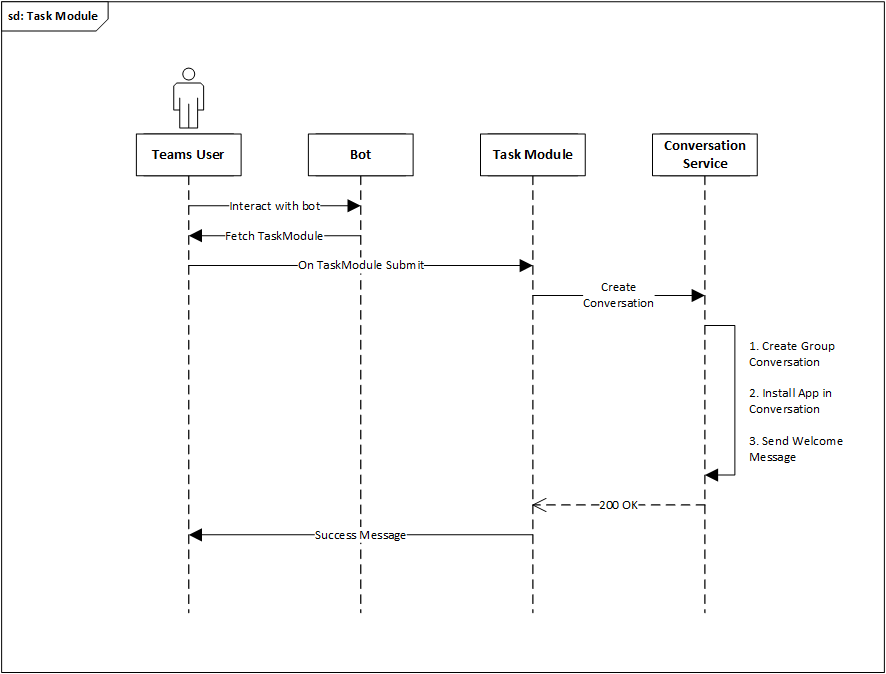 sd: Task Module
Teams User
Bot
Task Module
Conversation
Service
Interact with bot
Fetch TaskModule
On TaskModule Submit
Create
Conversation
1. Create Group
Conversation
2. Install App in
Conversation
3. Send Welcome
Message
200 OK
Success Message